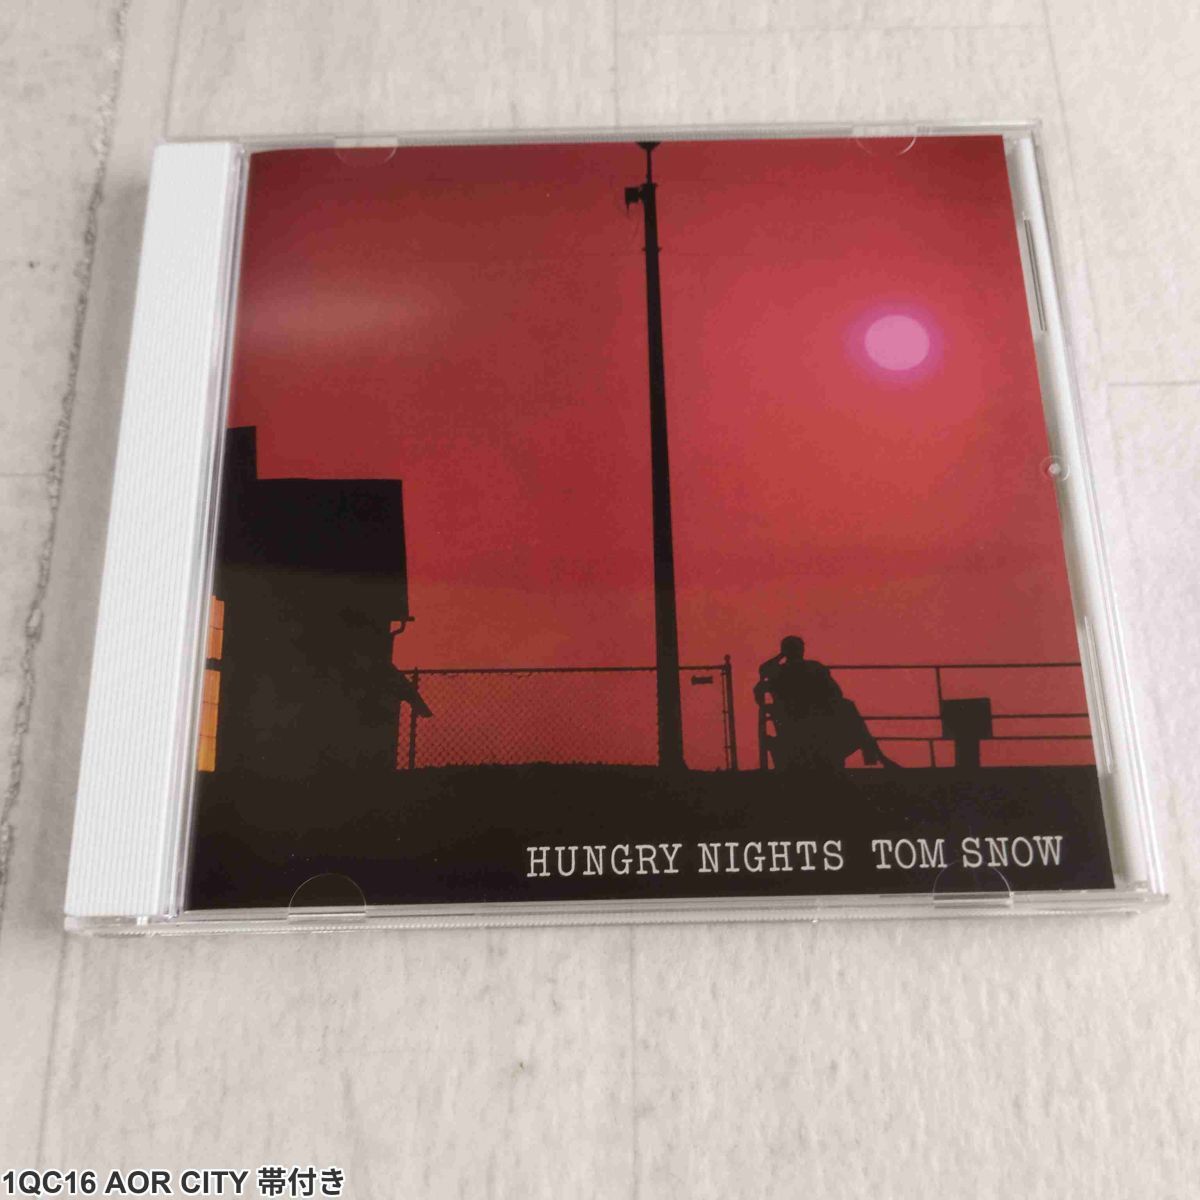 HUNGRY NIGHTS TOM SNOW
1QC16 AOR CITY 帯付き